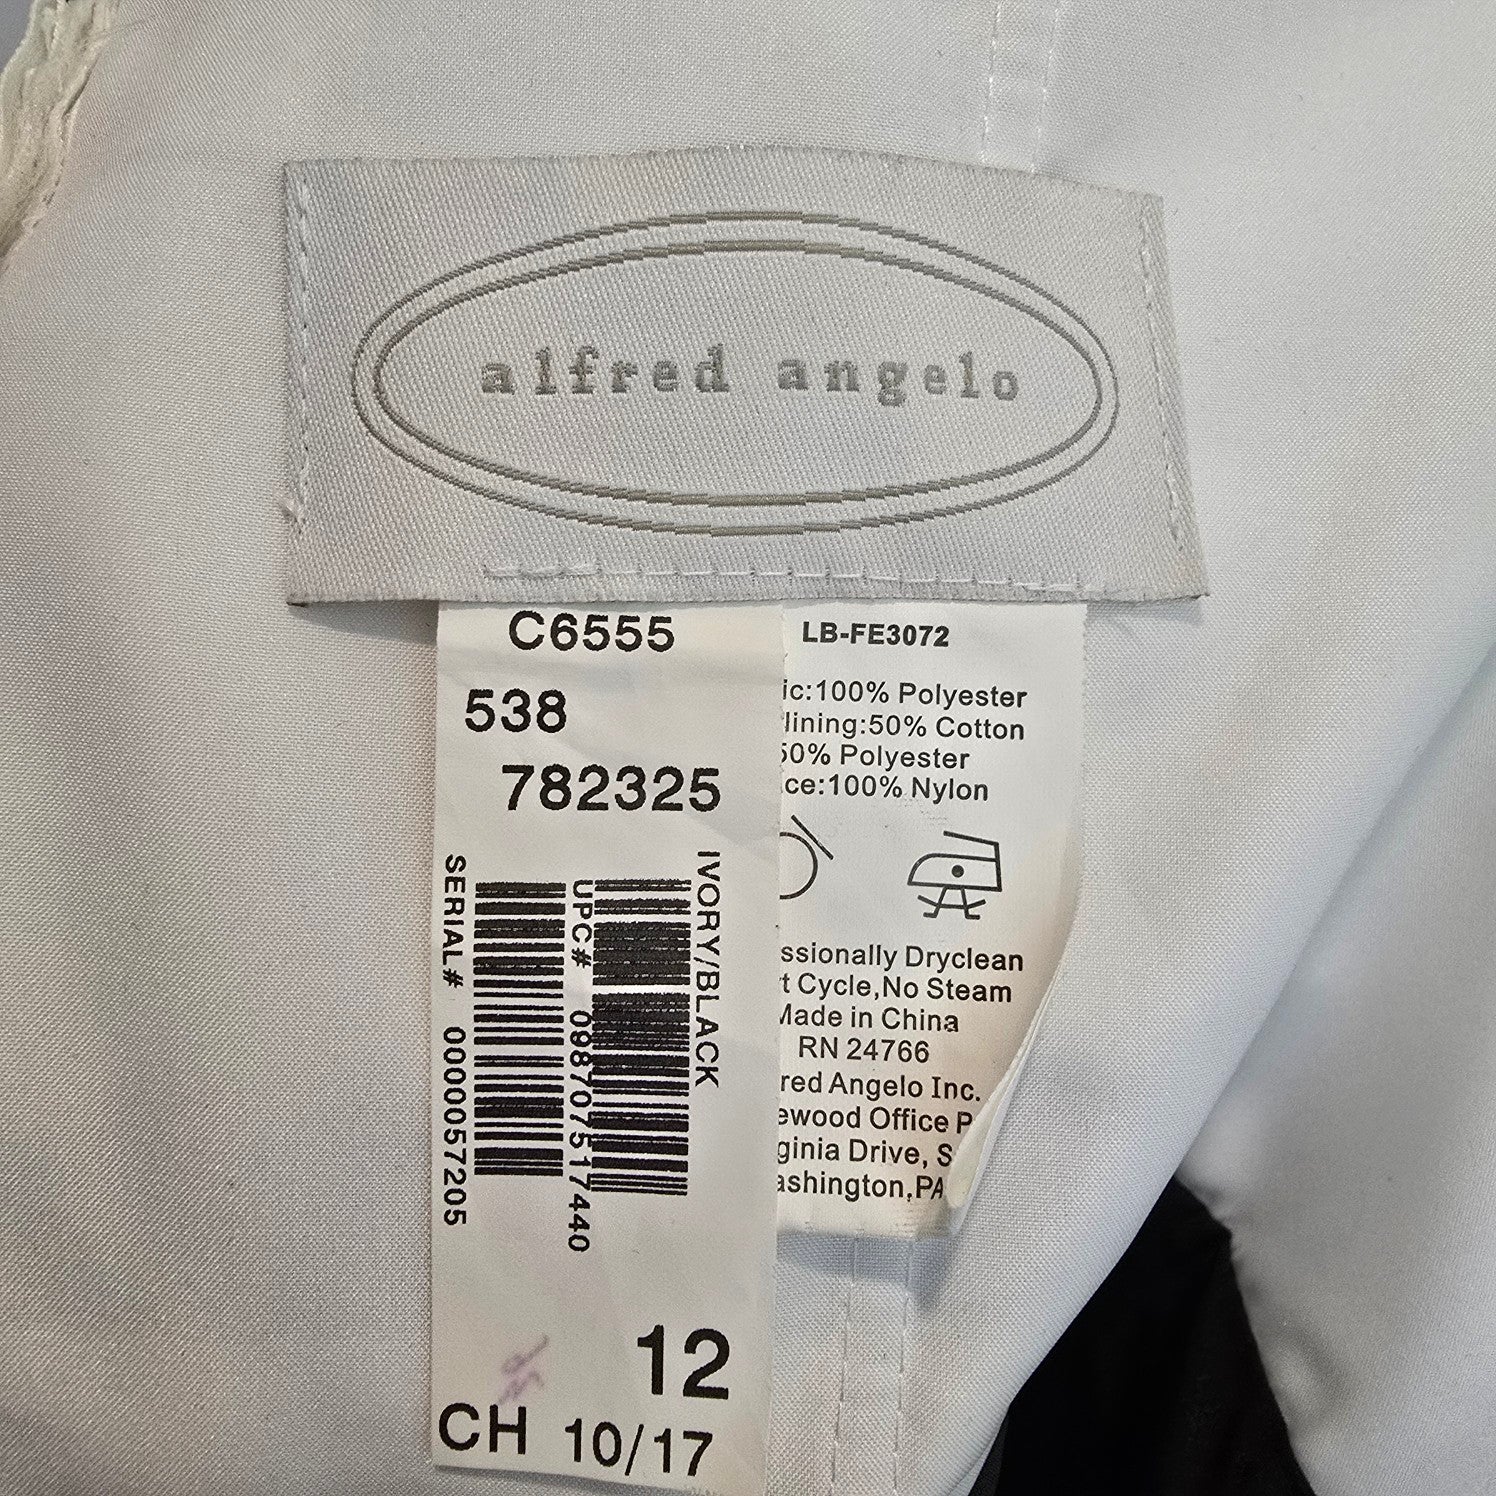 alfred angelo
C6555
538
782325
IVORY/BLACK
UPC# 098707517440
SERIAL# 0000057205
12
CH 10/17
LB-FE3072
ic:100% Polyester
lining:50% Cotton
50% Polyester
ce:100% Nylon
ssionally Dryclean
t Cycle,No Steam
Made in China
RN 24766
red Angelo Inc.
ewood Office P
ginia Drive, S
ashington,PA